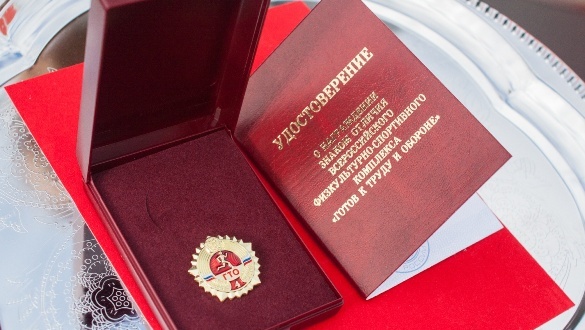 УДОСТОВЕРЕНИЕ
О НАГРАЖДЕНИИ
ЗНАКОМ ОТЛИЧИЯ
ВСЕРОССИЙСКОГО
ФИЗКУЛЬТУРНО-СПОРТИВНОГО
КОМПЛЕКСА
«ГОТОВ К ТРУДУ И ОБОРОНЕ»
ГТО